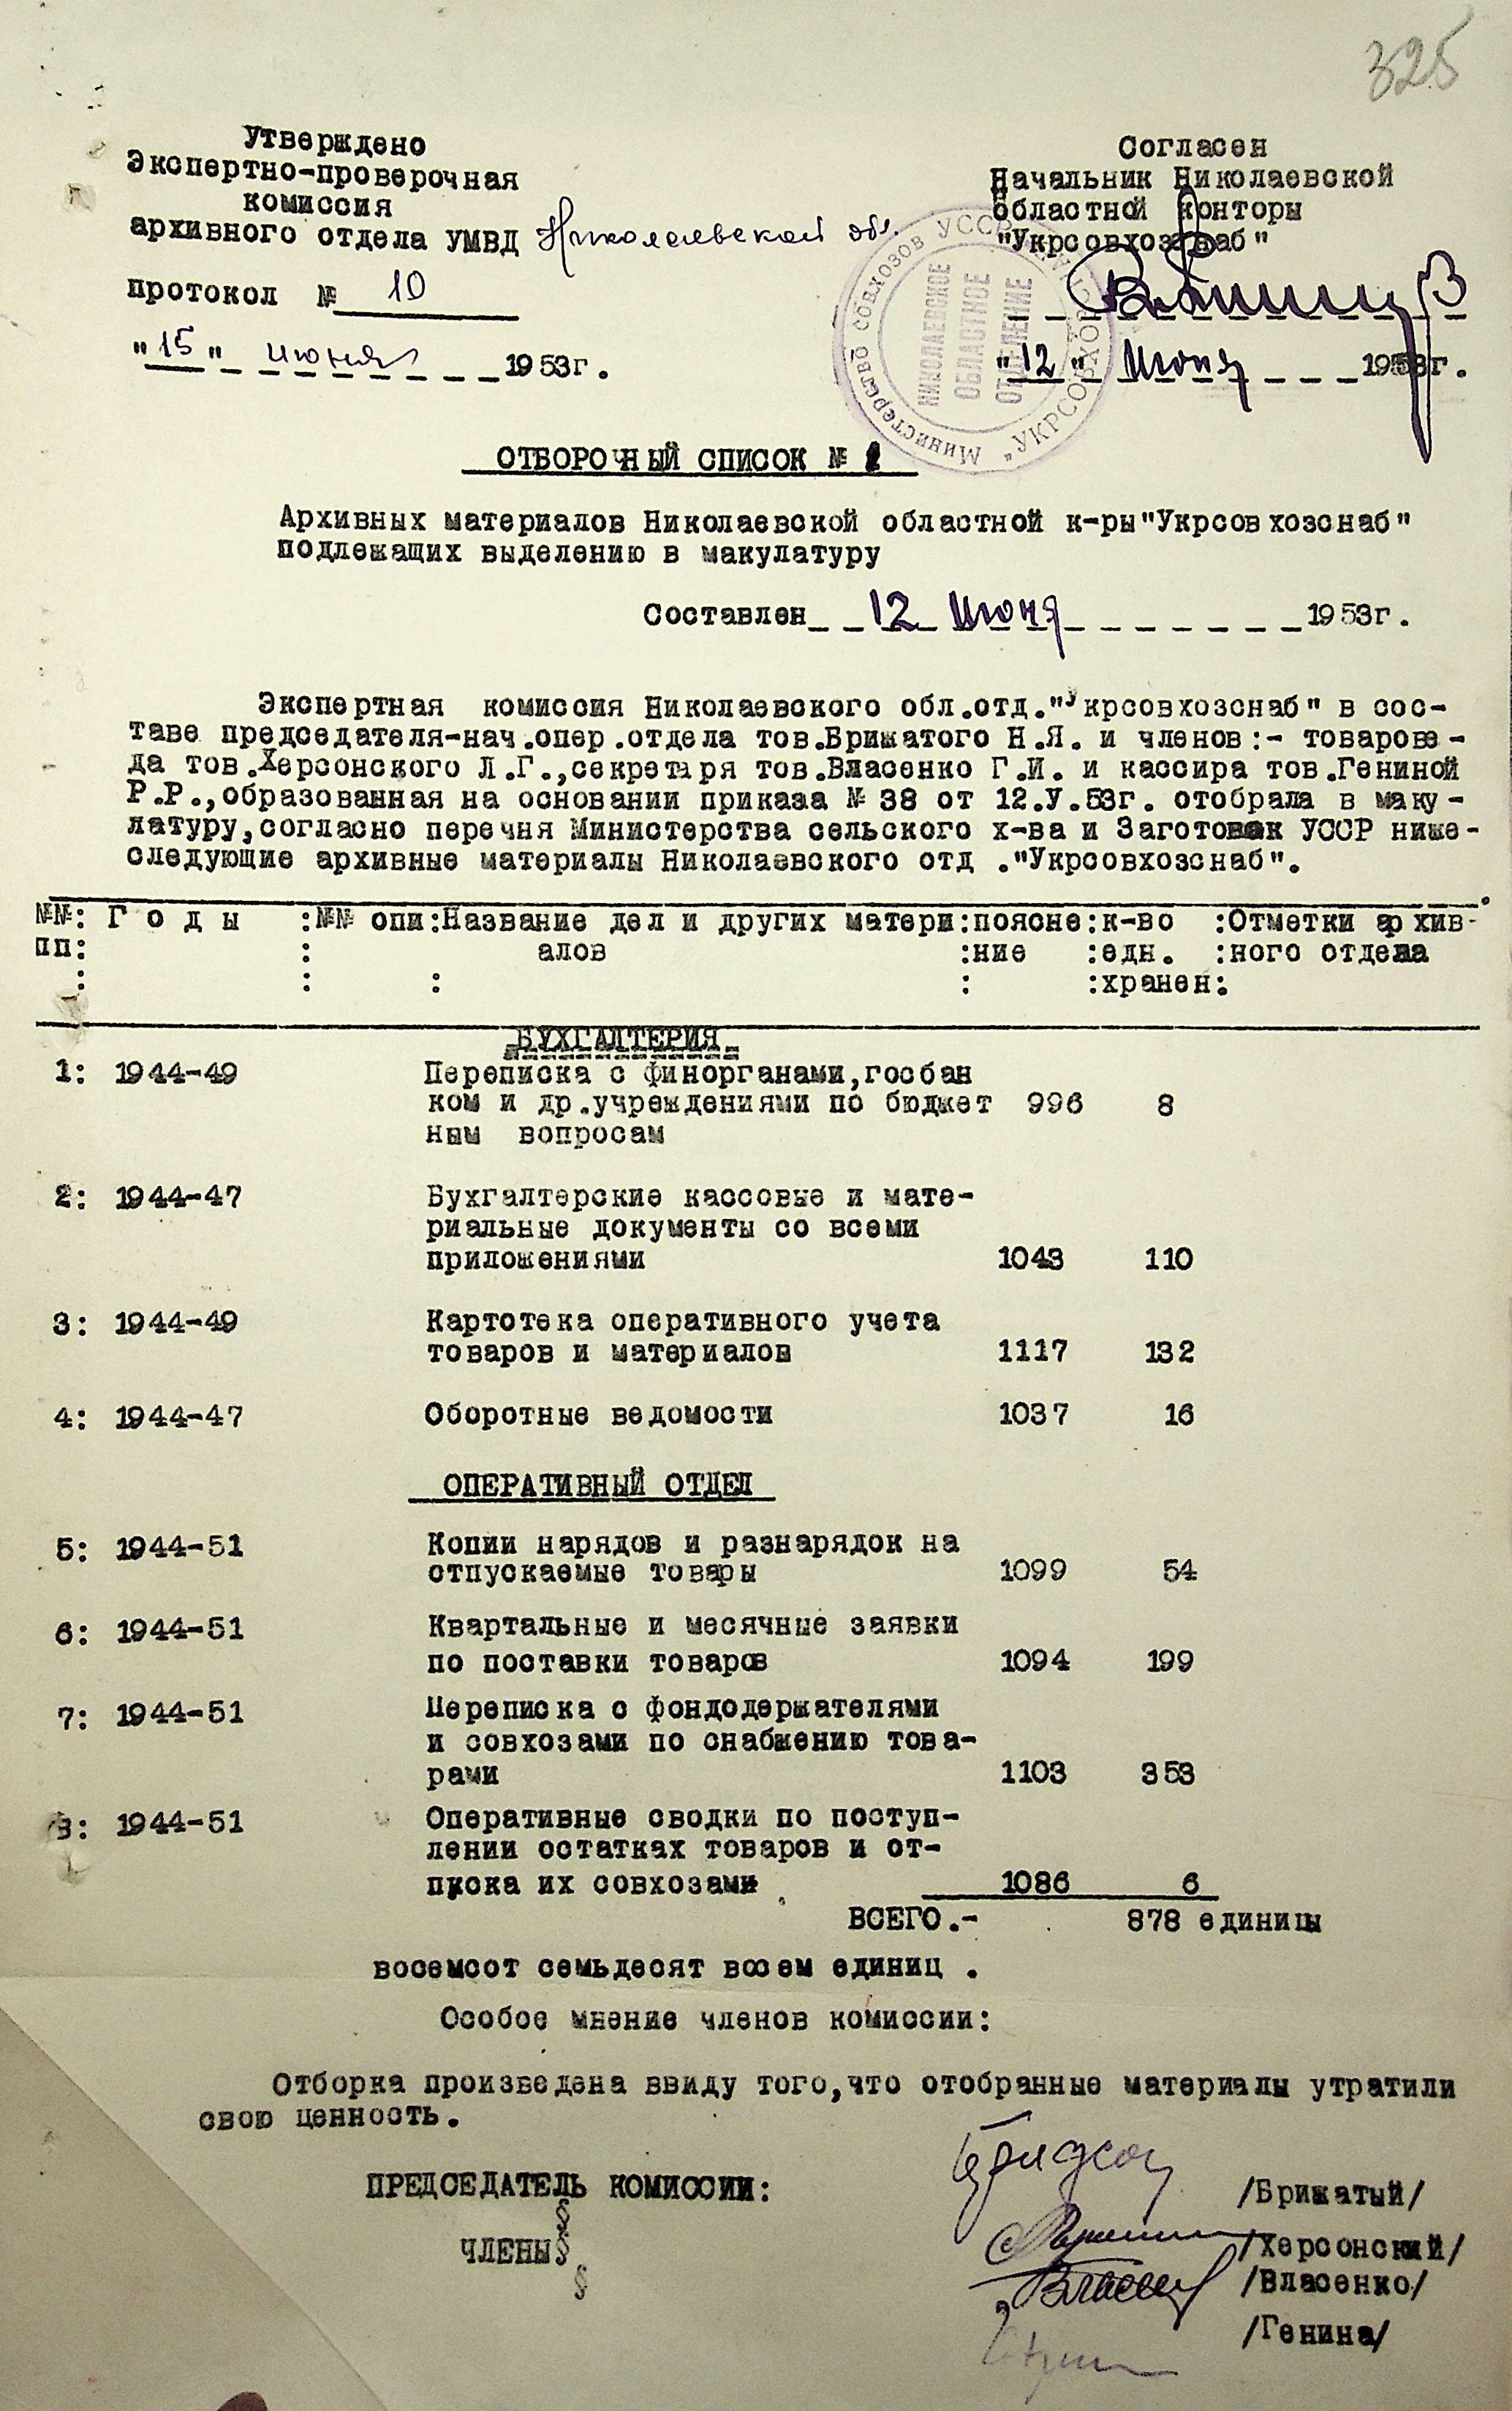 325
Утверждено
Экспертно-проверочная
комиссия
архивного отдела УМВД Николаевской обл.
протокол № 10
"15" июня 1953г.
Согласен
Начальник Николаевской
областной конторы
"Укрсовхозснаб"
"12" Июня 1953г.
Министерство совхозов УССР
"УКРСОВХОЗСНАБ"
НИКОЛАЕВСКОЕ
ОБЛАСТНОЕ
ОТДЕЛЕНИЕ
ОТБОРОЧНЫЙ СПИСОК №
Архивных материалов Николаевской областной к-ры"Укрсовхозснаб"
подлежащих выделению в макулатуру
Составлен 12 Июня 1953г.
Экспертная комиссия Николаевского обл.отд."Укрсовхозснаб" в сос-
таве председателя-нач.опер.отдела тов.Брижатого Н.Я. и членов:- товарове-
да тов.Херсонского Л.Г.,секретаря тов.Власенко Г.И. и кассира тов.Гениной
Р.Р.,образованная на основании приказа № 38 от 12.У.53г. отобрала в маку-
латуру,согласно перечня Министерства сельского х-ва и Заготовок УССР ниже-
следующие архивные материалы Николаевского отд ."Укрсовхозснаб".
№№: Г о д ы :№№ опи:Название дел и других матери:поясне:к-во :Отметки архив-
пп: : алов :ние :едн. :ного отдела
: : : : :хранен:
БУХГАЛТЕРИЯ
1: 1944-49 Переписка с финорганами,госбан
ком и др.учреждениями по бюджет 996 8
ным вопросам
2: 1944-47 Бухгалтерские кассовые и мате-
риальные документы со всеми
приложениями 1043 110
3: 1944-49 Картотека оперативного учета
товаров и материалов 1117 132
4: 1944-47 Оборотные ведомости 1037 16
ОПЕРАТИВНЫЙ ОТДЕЛ
5: 1944-51 Копии нарядов и разнарядок на
отпускаемые товары 1099 54
6: 1944-51 Квартальные и месячные заявки
по поставки товаров 1094 199
7: 1944-51 Переписка с фондодержателями
и совхозами по снабжению това-
рами 1103 353
8: 1944-51 Оперативные сводки по поступ-
лении остатках товаров и от-
пуска их совхозами 1086 6
ВСЕГО.- 878 единицы
восемсот семьдесят восем единиц .
Особое мнение членов комиссии:
Отборка произведена ввиду того,что отобранные материалы утратили
свою ценность.
ПРЕДСЕДАТЕЛЬ КОМИССИИ: /Брижатый/
§
ЧЛЕНЫ§ /Херсонский/
§ Власен /Власенко/
/Генина/